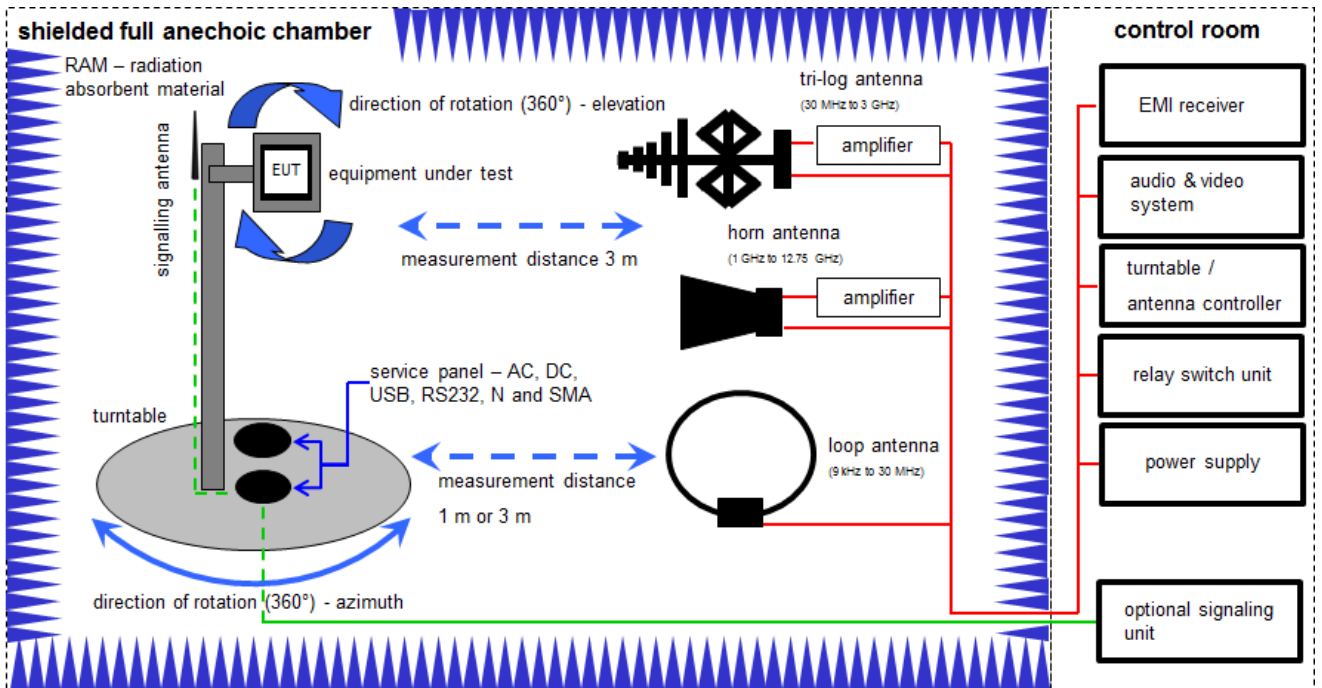 shielded full anechoic chamber
control room
RAM – radiation
absorbent material
direction of rotation (360°) - elevation
signalling antenna
EUT
equipment under test
tri-log antenna
(30 MHz to 3 GHz)
amplifier
measurement distance 3 m
horn antenna
(1 GHz to 12.75 GHz)
amplifier
service panel – AC, DC,
USB, RS232, N and SMA
turntable
loop antenna
(9 kHz to 30 MHz)
measurement distance
1 m or 3 m
direction of rotation (360°) - azimuth
EMI receiver
audio & video
system
turntable /
antenna controller
relay switch unit
power supply
optional signaling
unit